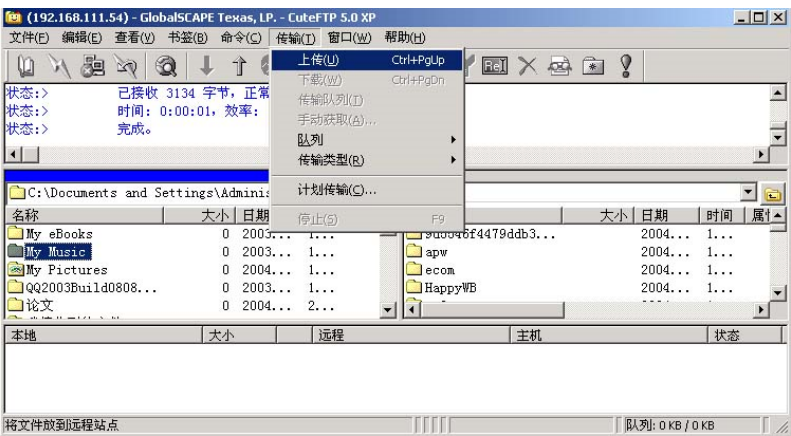 (192.168.111.54) - GlobalSCAPE Texas, LP. - CuteFTP 5.0 XP
文件(F) 编辑(E) 查看(V) 书签(B) 命令(C) 传输(T) 窗口(W) 帮助(H)
上传(U) Ctrl+PgUp
下载(W) Ctrl+PgDn
传输队列(I)
手动获取(A)...
队列
传输类型(R)
计划传输(C)...
停止(S) F9
Rel
状态:> 已接收 3134 字节，正常
状态:> 时间: 0:00:01，效率:
状态:> 完成。
C:\Documents and Settings\Adminis
名称 大小 日期
My eBooks 0 2003... 1...
My Music 0 2003... 1...
My Pictures 0 2004... 1...
QQ2003Build0808... 0 2003... 1...
论文 0 2004... 2...
大小 日期 时间 属性
2004... 1...
apw 2004... 1...
ecom 2004... 1...
HappyWB 2004... 1...
本地 大小 远程 主机 状态
将文件放到远程站点 队列: 0 KB / 0 KB